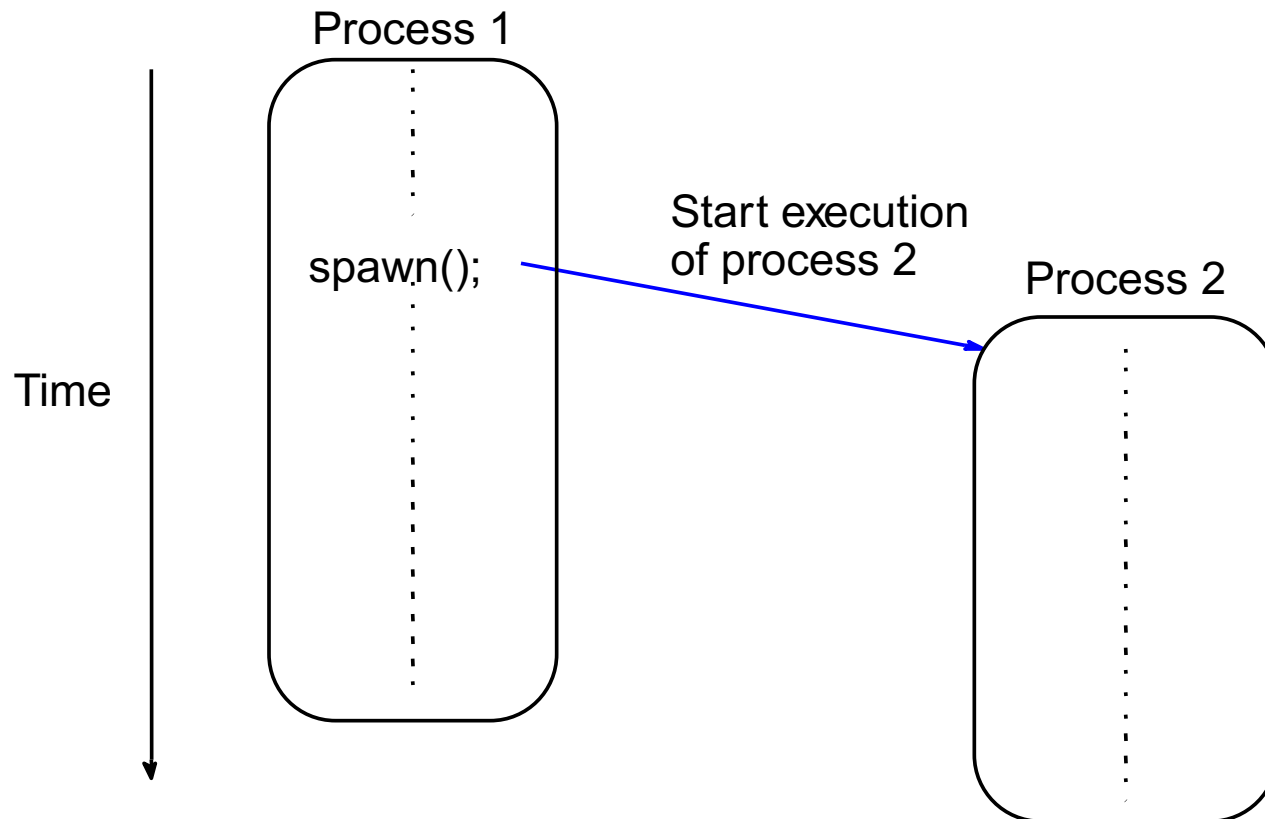 Process 1
Start execution
of process 2
spawn();
Process 2
Time